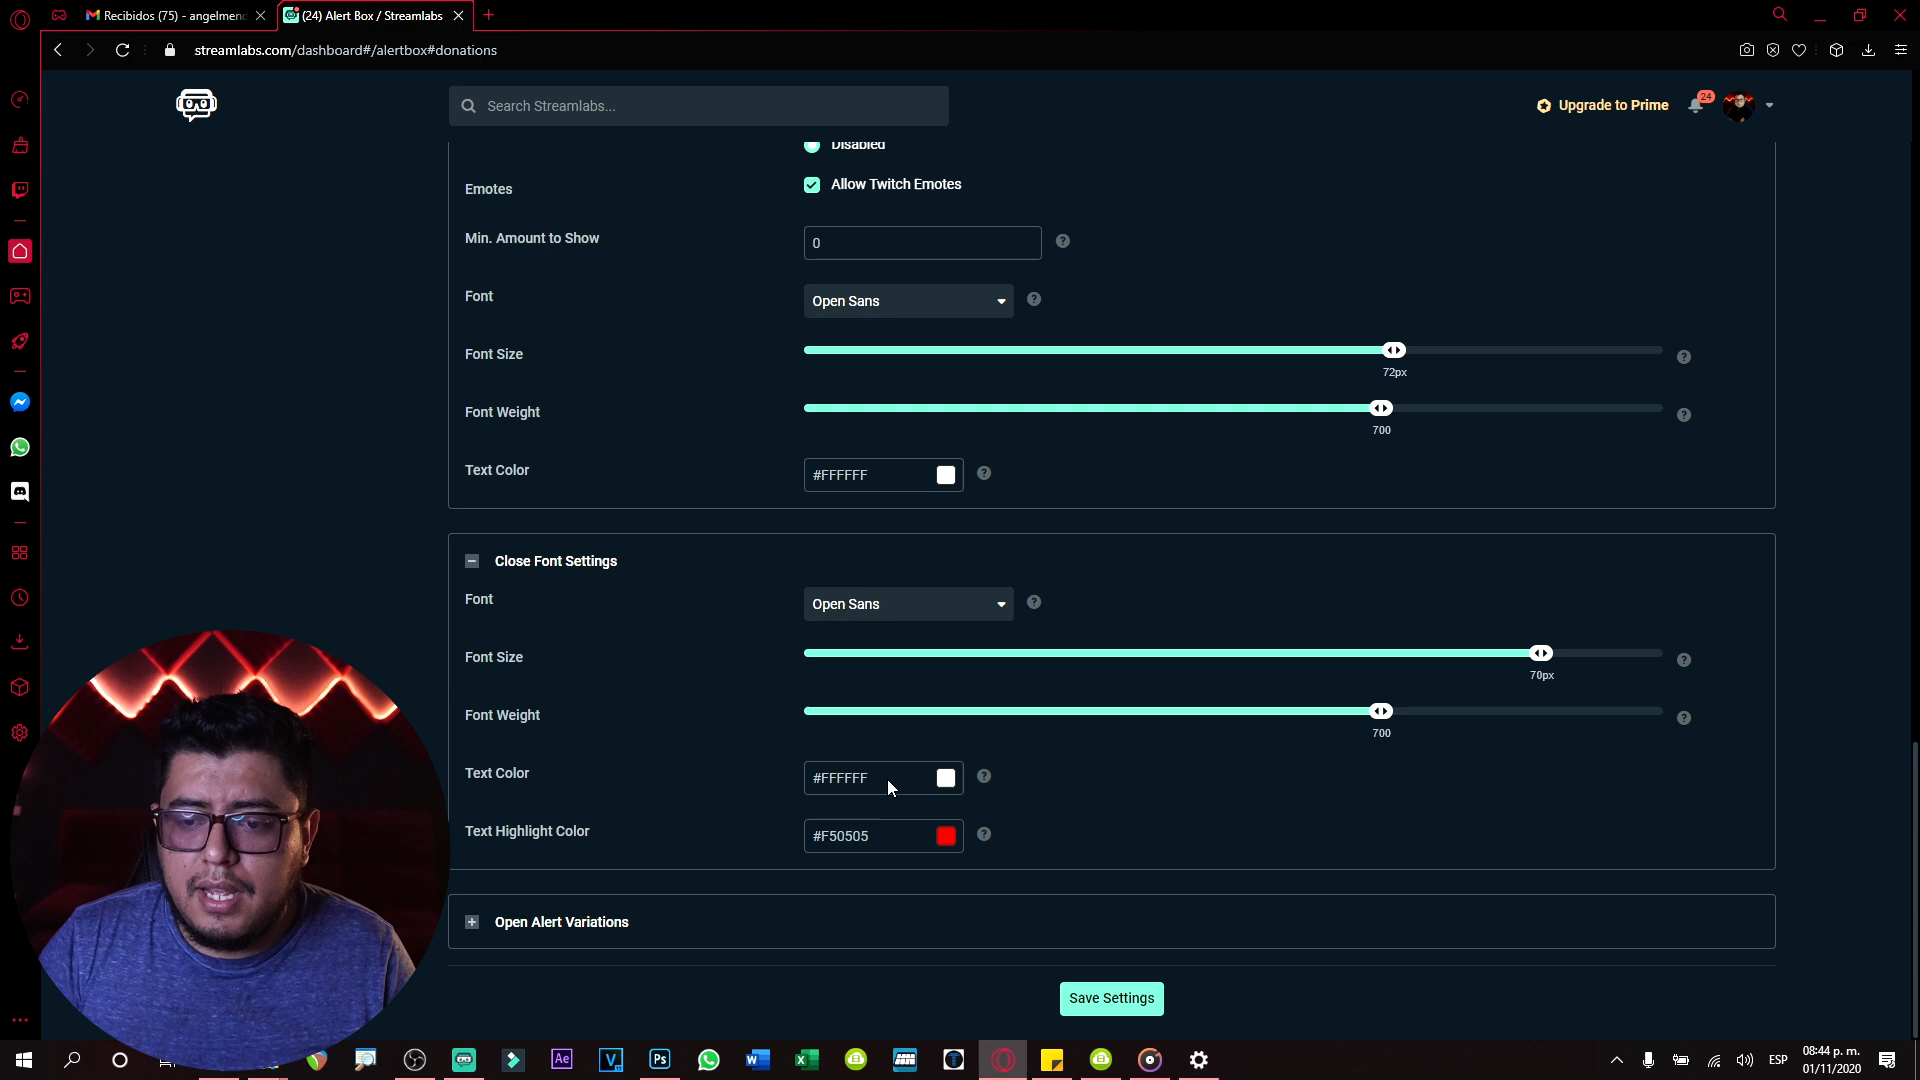 Recibidos (75) - angelmen
(24) Alert Box / Streamlabs
streamlabs.com/dashboard#/alertbox#donations
Search Streamlabs...
Upgrade to Prime
24
Disabled
Emotes
Allow Twitch Emotes
Min. Amount to Show
0
Font
Open Sans
Font Size
72px
Font Weight
700
Text Color
#FFFFFF
Close Font Settings
Font
Open Sans
Font Size
70px
Font Weight
700
Text Color
#FFFFFF
Text Highlight Color
#F50505
Open Alert Variations
Save Settings
Ae
V
Ps
ESP
08:44 p. m.
01/11/2020